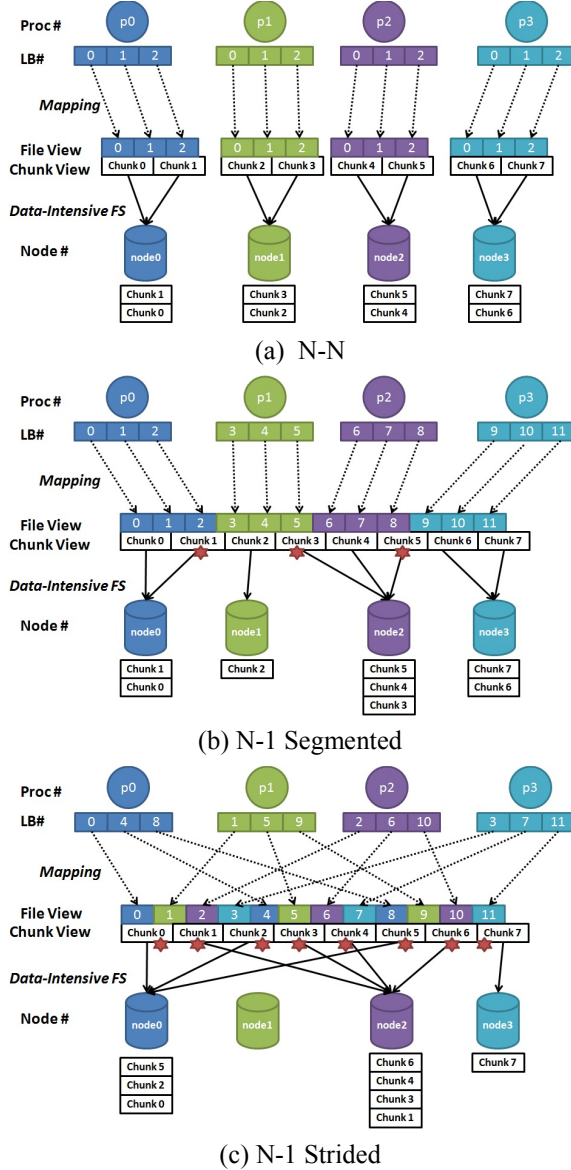 Proc # p0 p1 p2 p3
LB# 0 1 2 0 1 2 0 1 2 0 1 2
Mapping
File View 0 1 2 0 1 2 0 1 2 0 1 2
Chunk View Chunk 0 Chunk 1 Chunk 2 Chunk 3 Chunk 4 Chunk 5 Chunk 6 Chunk 7
Data-Intensive FS
Node # node0 node1 node2 node3
Chunk 1 Chunk 3 Chunk 5 Chunk 7
Chunk 0 Chunk 2 Chunk 4 Chunk 6
(a) N-N
Proc # p0 p1 p2 p3
LB# 0 1 2 3 4 5 6 7 8 9 10 11
Mapping
File View 0 1 2 3 4 5 6 7 8 9 10 11
Chunk View Chunk 0 Chunk 1 Chunk 2 Chunk 3 Chunk 4 Chunk 5 Chunk 6 Chunk 7
Data-Intensive FS
Node # node0 node1 node2 node3
Chunk 1 Chunk 2 Chunk 5 Chunk 7
Chunk 0 Chunk 4 Chunk 6
Chunk 3
(b) N-1 Segmented
Proc # p0 p1 p2 p3
LB# 0 4 8 1 5 9 2 6 10 3 7 11
Mapping
File View 0 1 2 3 4 5 6 7 8 9 10 11
Chunk View Chunk 0 Chunk 1 Chunk 2 Chunk 3 Chunk 4 Chunk 5 Chunk 6 Chunk 7
Data-Intensive FS
Node # node0 node1 node2 node3
Chunk 5 Chunk 6 Chunk 7
Chunk 2 Chunk 4
Chunk 0 Chunk 3
Chunk 1
(c) N-1 Strided